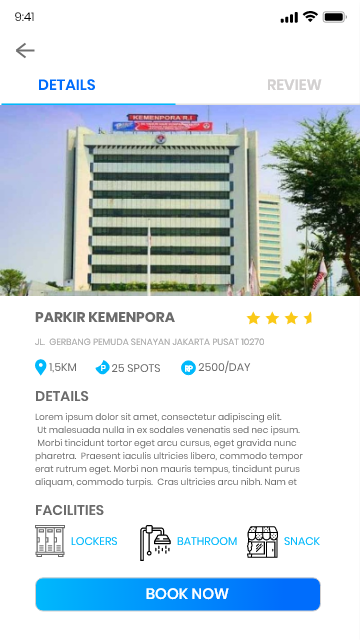 9:41
DETAILS
REVIEW
KEMENPORA R.I
PARKIR KEMENPORA
JL. GERBANG PEMUDA SENAYAN JAKARTA PUSAT 10270
1,5KM
P 25 SPOTS
RP 2500/DAY
DETAILS
Lorem ipsum dolor sit amet, consectetur adipiscing elit.
Ut malesuada nulla in ex sodales venenatis sed nec ipsum.
Morbi tincidunt tortor eget arcu cursus, eget gravida nunc
pharetra. Praesent iaculis ultricies libero, commodo tempor
erat rutrum eget. Morbi non mauris tempus, tincidunt purus
aliquam, commodo turpis. Cras ultricies arcu nibh. Nam et
FACILITIES
LOCKERS
BATHROOM
SNACK
BOOK NOW